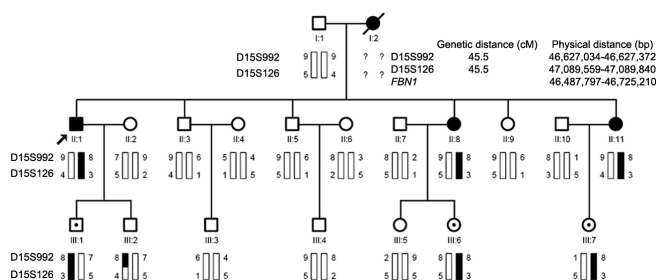 Genetic distance (cM) Physical distance (bp)
I:1 I:2
D15S992 9 9 ? ? D15S992 45.5 46,627,034-46,627,372
D15S126 5 4 ? ? D15S126 45.5 47,089,559-47,089,840
FBN1 46,487,797-46,725,210
II:1 II:2 II:3 II:4 II:5 II:6 II:7 II:8 II:9 II:10 II:11
D15S992 9 8 7 9 9 6 5 4 9 6 8 3 8 2 9 8 9 6 8 1 9 8
D15S126 4 3 5 2 4 1 1 5 5 1 2 5 5 1 5 3 5 1 5 5 4 3
III:1 III:2 III:3 III:4 III:5 III:6 III:7
D15S992 8 7 8 7 6 4 9 8 2 9 8 8 1 8
D15S126 3 5 4 5 1 5 5 2 1 5 5 3 5 3